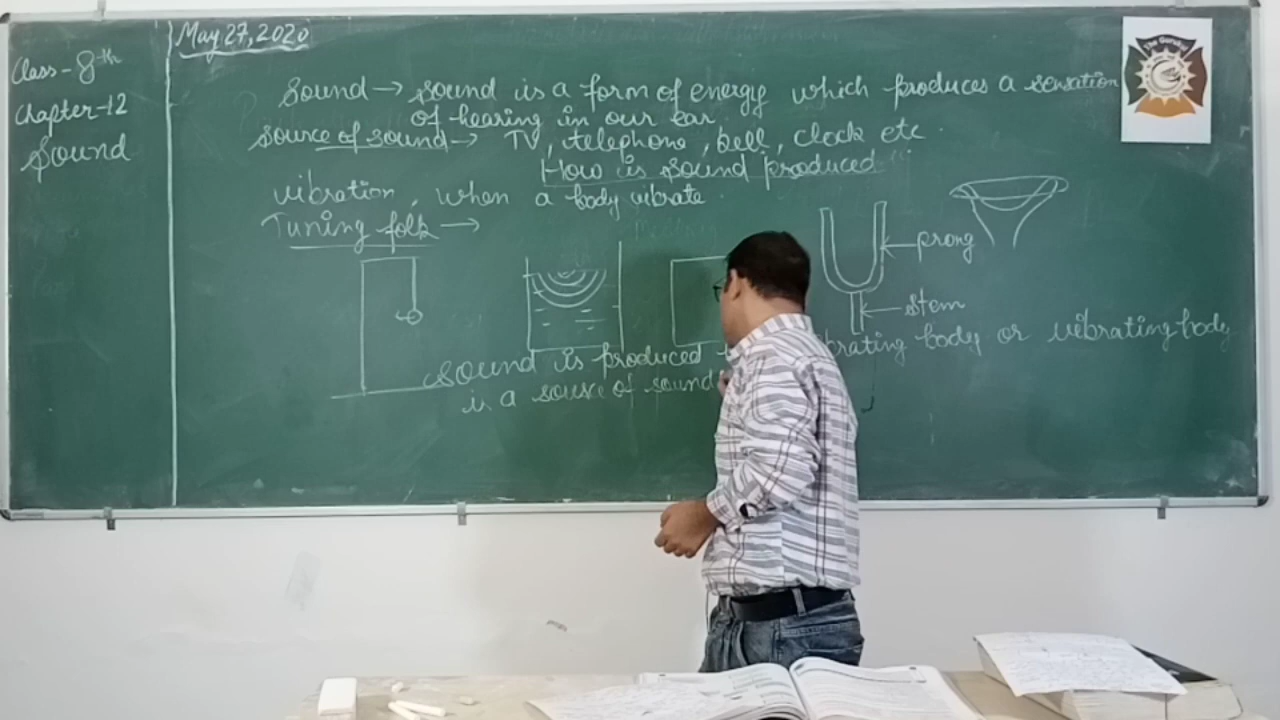 May 27, 2020
Class - 8th
Chapter-12
Sound
Sound → sound is a form of energy which produces a sensation
of hearing in our ear.
Source of sound → TV, telephone, bell, clock etc.
How is sound produced
vibration, when a body vibrate.
Tuning folk →
prong
stem
sound is produced brating body or vibrating body
is a source of sound